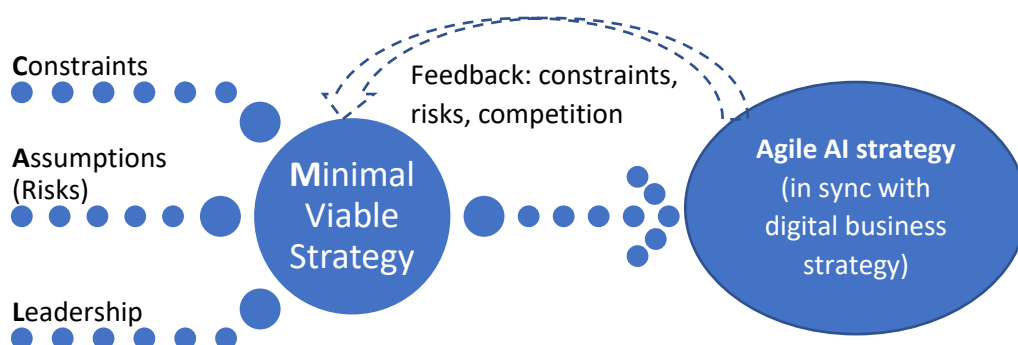 Constraints
Assumptions
(Risks)
Leadership
Minimal
Viable
Strategy
Feedback: constraints,
risks, competition
Agile AI strategy
(in sync with
digital business
strategy)